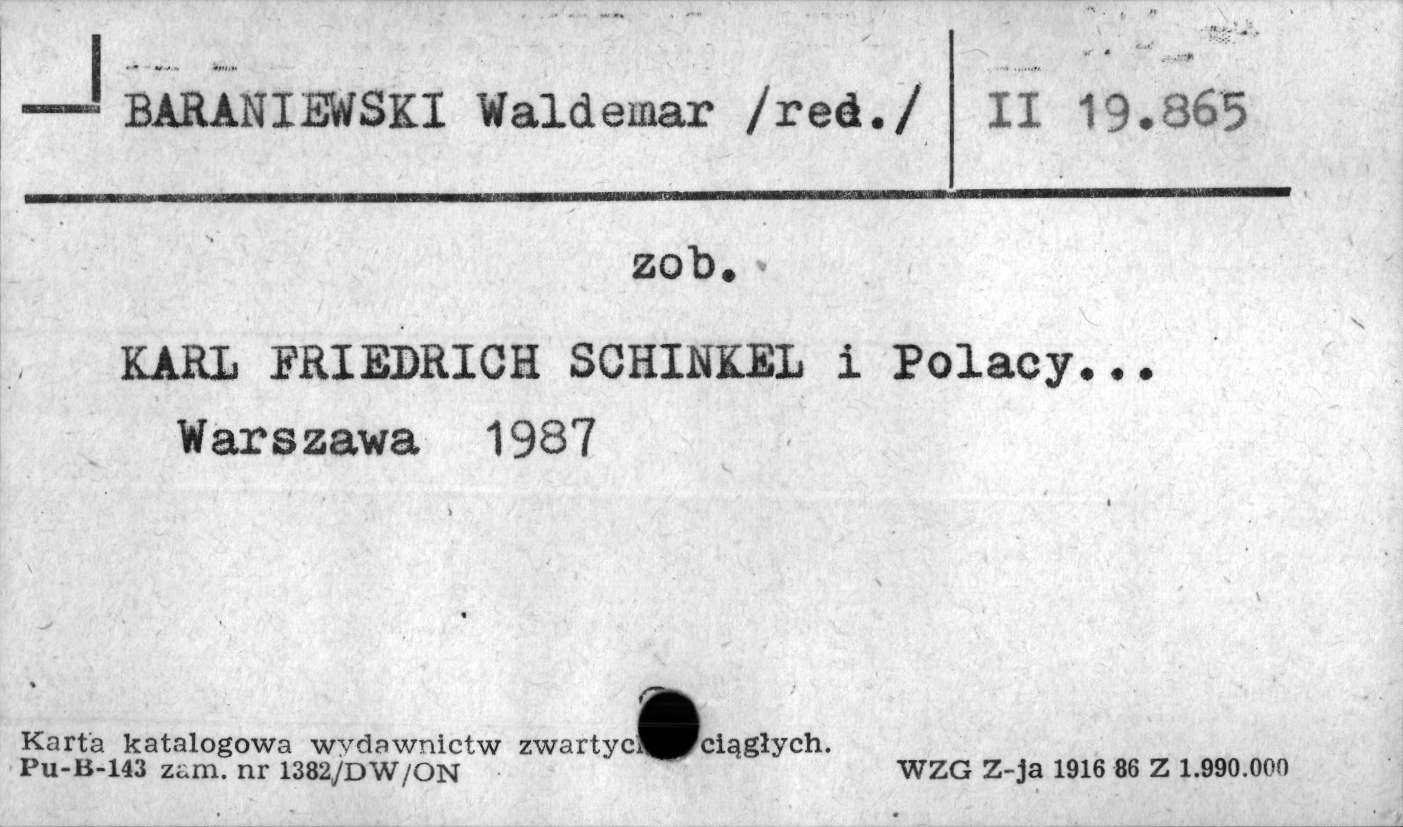 BARANIEWSKI Waldemar /red./ II 19.865
zob.
KARL FRIEDRICH SCHINKEL i Polacy...
Warszawa 1987
Karta katalogowa wydawnictw ciągłych.
Pu-B-143 zam. nr 1382/DW/ON
WZG Z-ja 1916 86 Z 1.990.000